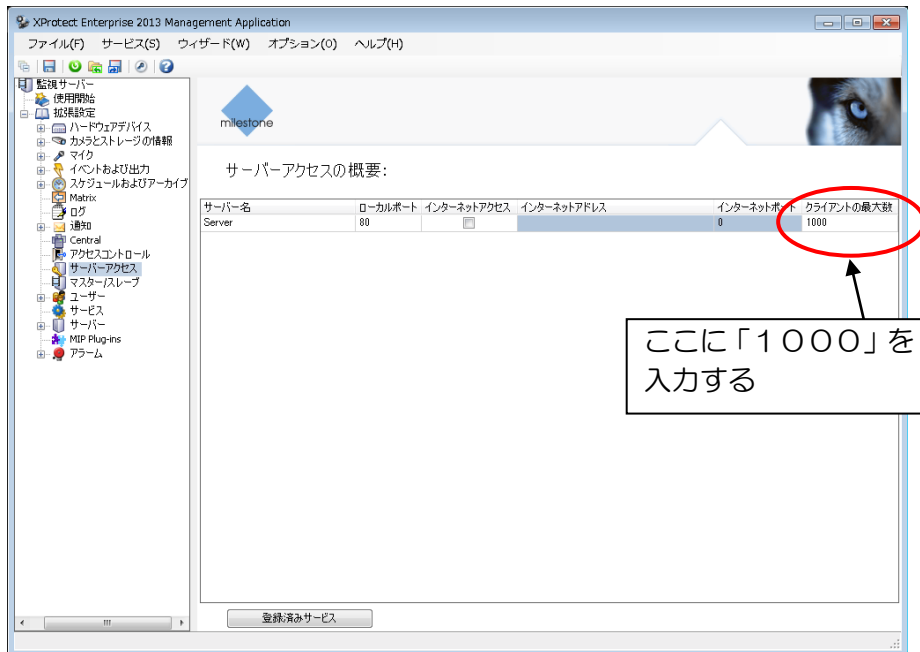 XProtect Enterprise 2013 Management Application
ファイル(F) サービス(S) ウィザード(W) オプション(O) ヘルプ(H)
監視サーバー
使用開始
拡張設定
ハードウェアデバイス
カメラとストレージの情報
マイク
イベントおよび出力
スケジュールおよびアーカイブ
Matrix
ログ
通知
Central
アクセスコントロール
サーバーアクセス
マスター/スレーブ
ユーザー
サービス
サーバー
MIP Plug-ins
アラーム
milestone
サーバーアクセスの概要:
サーバー名 ローカルポート インターネットアクセス インターネットアドレス インターネットポート クライアントの最大数
Server 80 0 1000
ここに「１０００」を
入力する
登録済みサービス